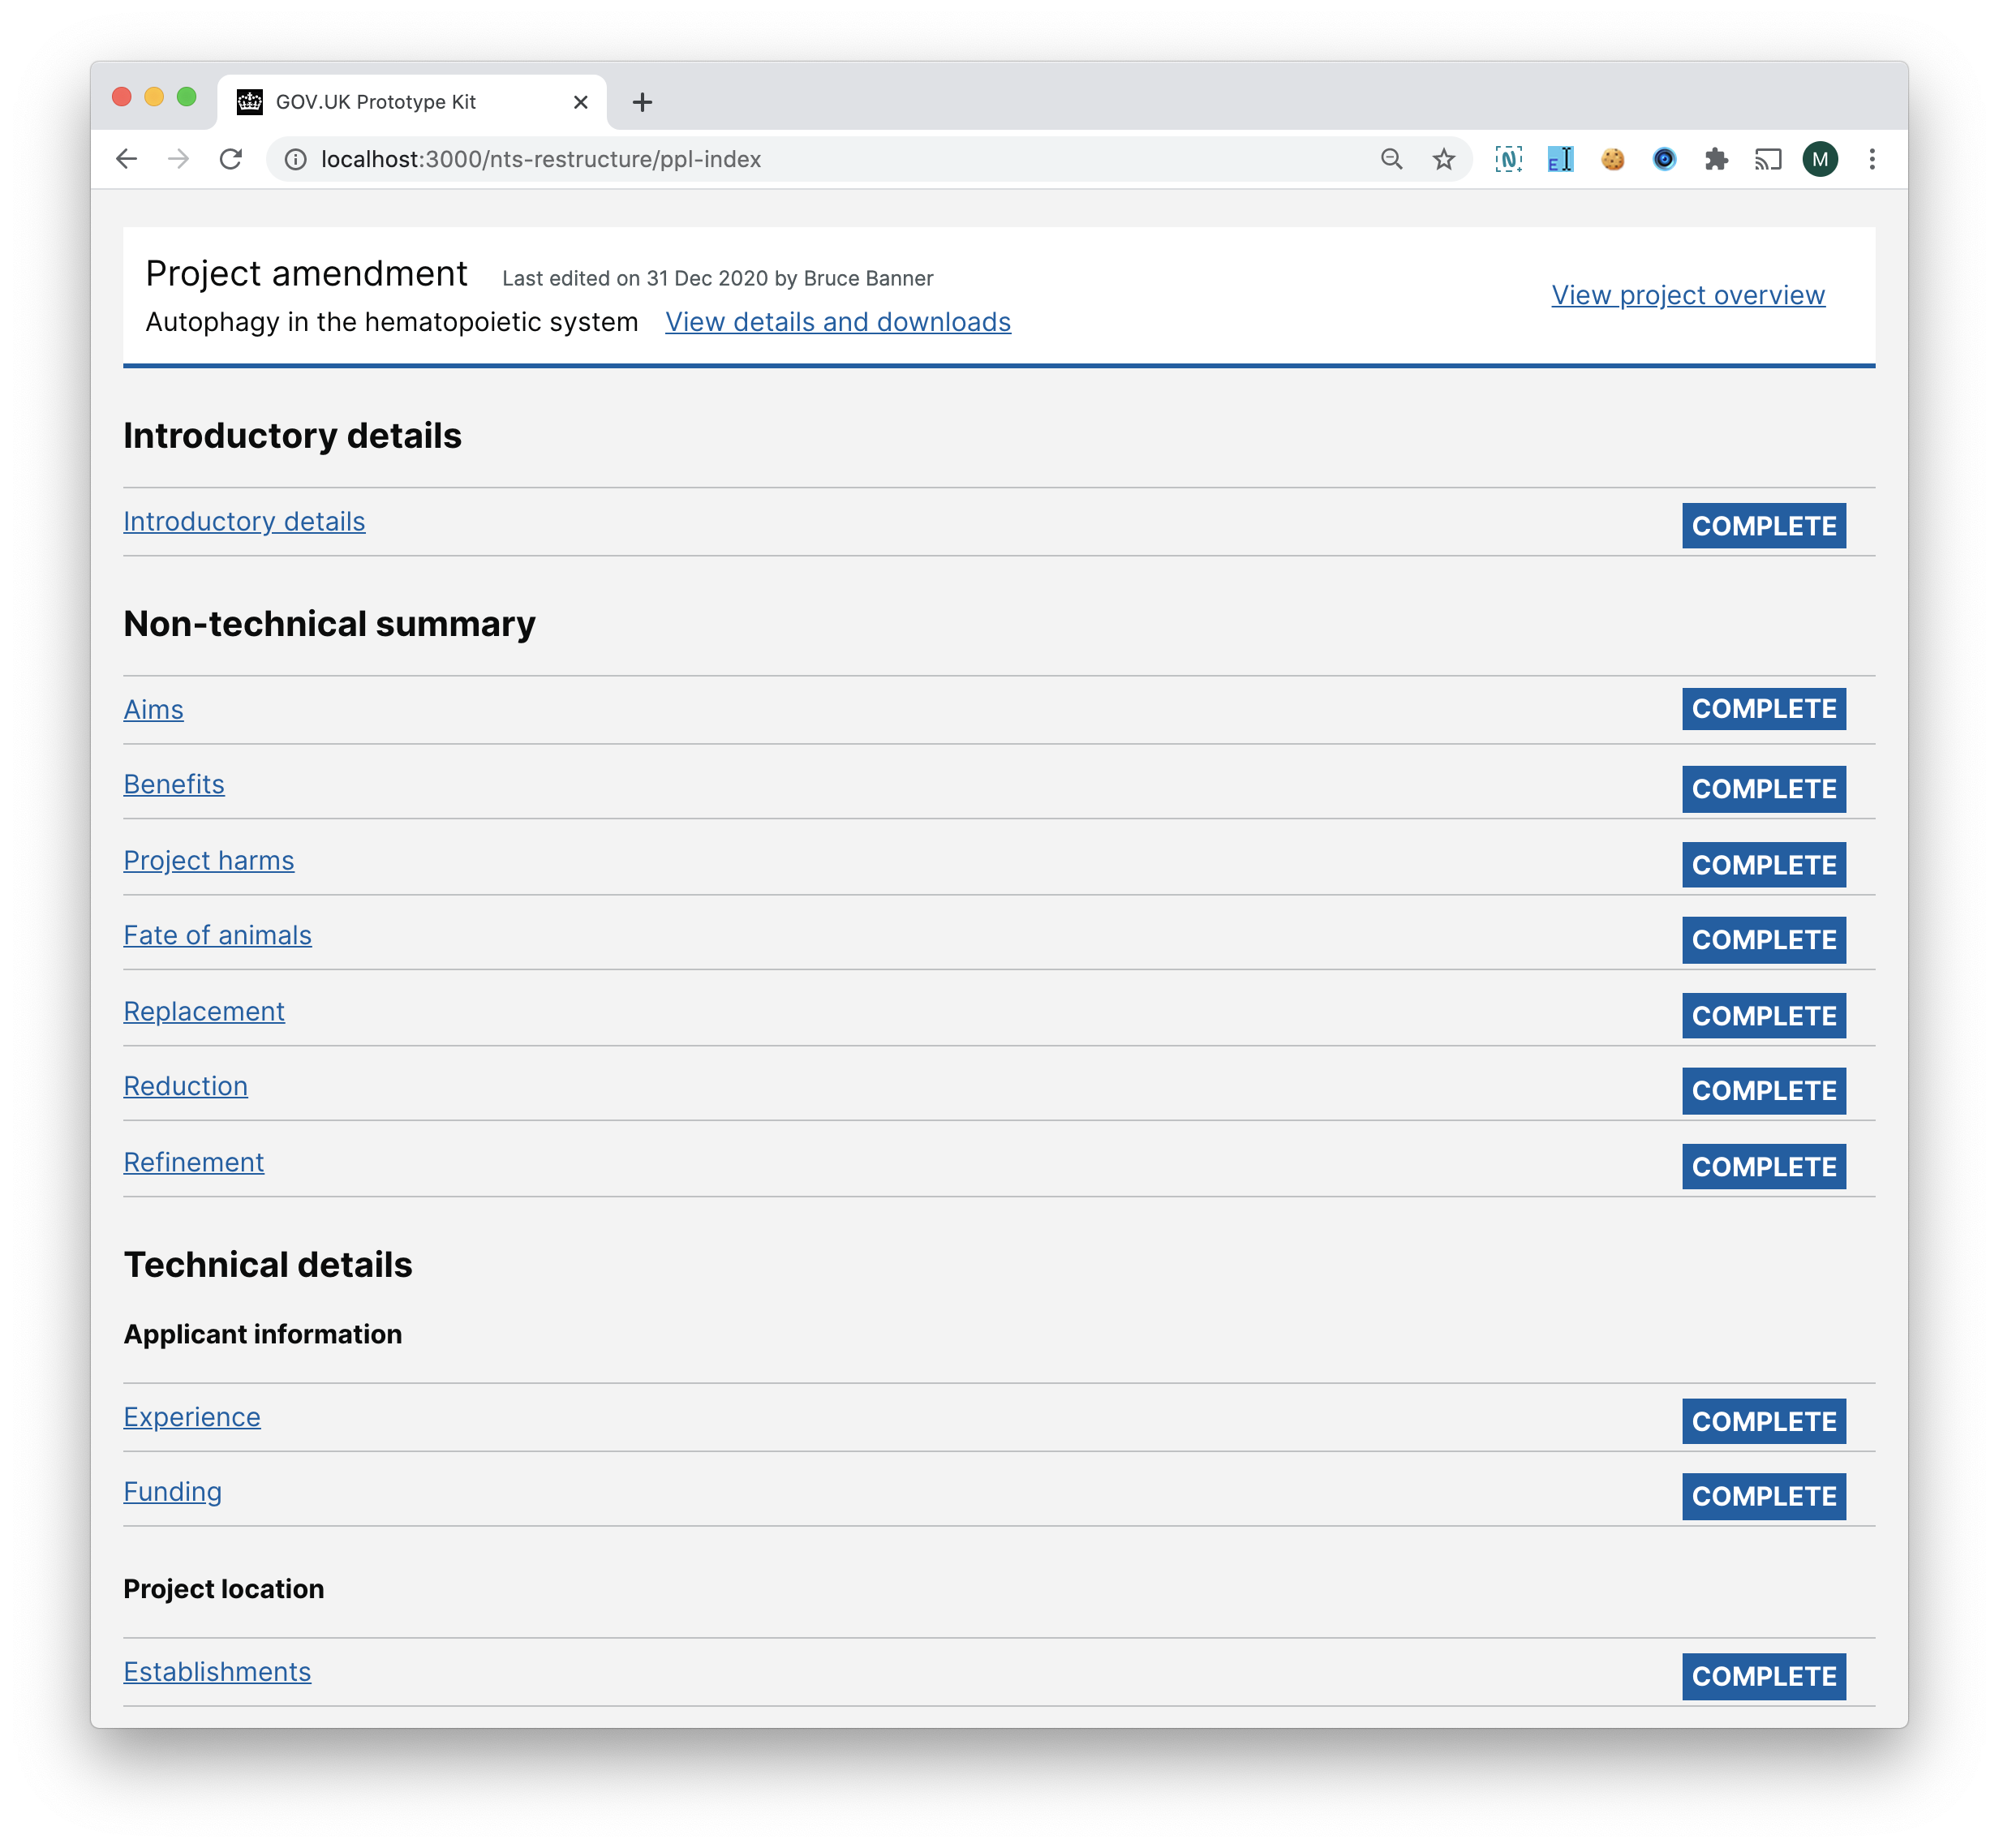 GOV.UK Prototype Kit
localhost:3000/nts-restructure/ppl-index
M
Project amendment Last edited on 31 Dec 2020 by Bruce Banner
View project overview
Autophagy in the hematopoietic system View details and downloads
Introductory details
Introductory details COMPLETE
Non-technical summary
Aims COMPLETE
Benefits COMPLETE
Project harms COMPLETE
Fate of animals COMPLETE
Replacement COMPLETE
Reduction COMPLETE
Refinement COMPLETE
Technical details
Applicant information
Experience COMPLETE
Funding COMPLETE
Project location
Establishments COMPLETE